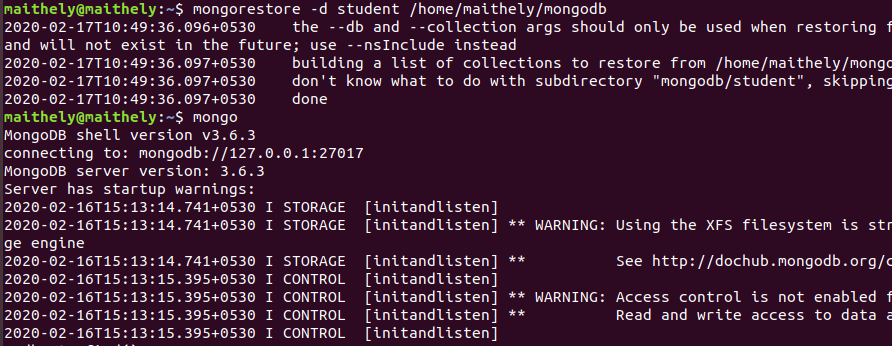 maithely@maithely:~$ mongorestore -d student /home/maithely/mongodb
2020-02-17T10:49:36.096+0530    the --db and --collection args should only be used when restoring f
and will not exist in the future; use --nsInclude instead
2020-02-17T10:49:36.097+0530    building a list of collections to restore from /home/maithely/mongo
2020-02-17T10:49:36.097+0530    don't know what to do with subdirectory "mongodb/student", skipping
2020-02-17T10:49:36.097+0530    done
maithely@maithely:~$ mongo
MongoDB shell version v3.6.3
connecting to: mongodb://127.0.0.1:27017
MongoDB server version: 3.6.3
Server has startup warnings:
2020-02-16T15:13:14.741+0530 I STORAGE  [initandlisten]
2020-02-16T15:13:14.741+0530 I STORAGE  [initandlisten] ** WARNING: Using the XFS filesystem is str
ge engine
2020-02-16T15:13:14.741+0530 I STORAGE  [initandlisten] **          See http://dochub.mongodb.org/c
2020-02-16T15:13:15.395+0530 I CONTROL  [initandlisten]
2020-02-16T15:13:15.395+0530 I CONTROL  [initandlisten] ** WARNING: Access control is not enabled f
2020-02-16T15:13:15.395+0530 I CONTROL  [initandlisten] **          Read and write access to data a
2020-02-16T15:13:15.395+0530 I CONTROL  [initandlisten]